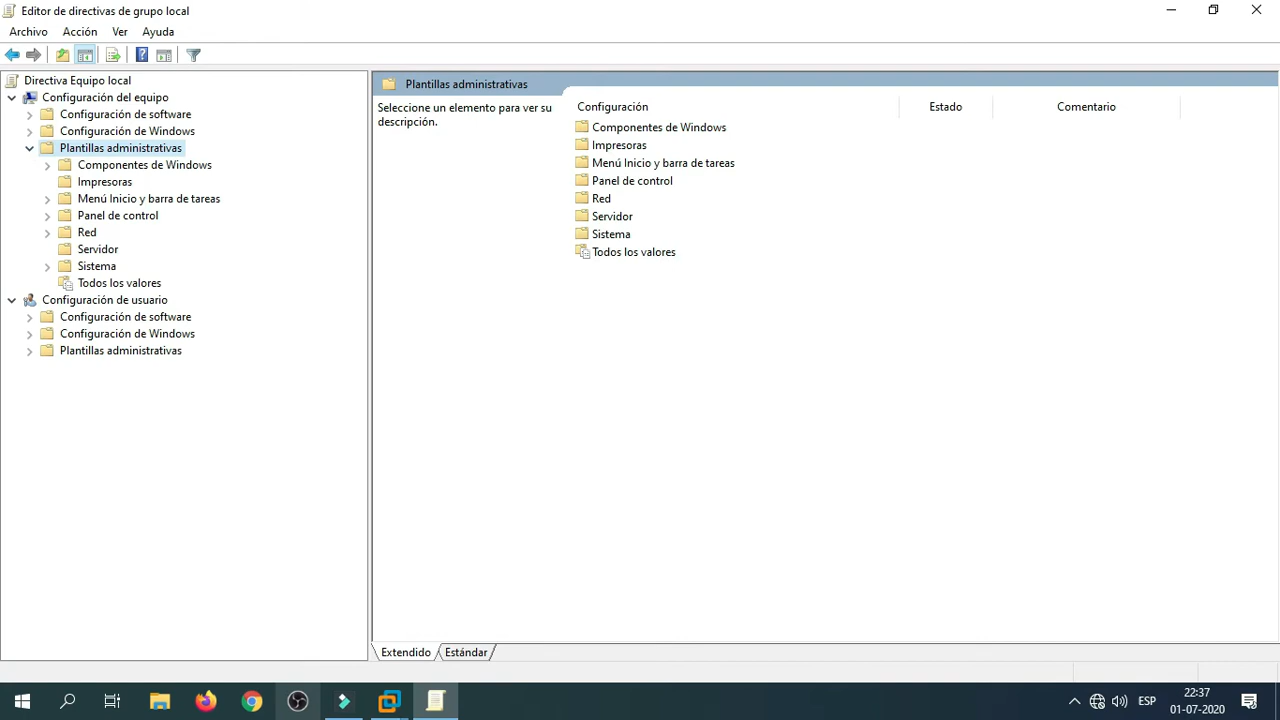 Editor de directivas de grupo local
Archivo Acción Ver Ayuda
Directiva Equipo local
Configuración del equipo
Configuración de software
Configuración de Windows
Plantillas administrativas
Componentes de Windows
Impresoras
Menú Inicio y barra de tareas
Panel de control
Red
Servidor
Sistema
Todos los valores
Configuración de usuario
Configuración de software
Configuración de Windows
Plantillas administrativas
Plantillas administrativas
Seleccione un elemento para ver su
descripción.
Configuración Estado Comentario
Componentes de Windows
Impresoras
Menú Inicio y barra de tareas
Panel de control
Red
Servidor
Sistema
Todos los valores
Extendido Estándar
ESP
22:37
01-07-2020